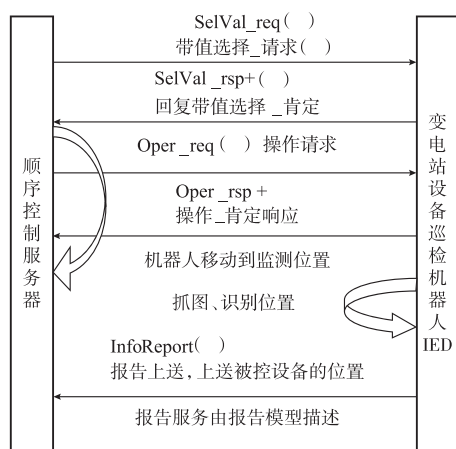 SelVal_req( )
带值选择_请求( )
SelVal _rsp+( )
回复带值选择 _肯定
Oper _req( ) 操作请求
Oper _rsp +
操作_肯定响应
机器人移动到监测位置
抓图、识别位置
InfoReport( )
报告上送,上送被控设备的位置
报告服务由报告模型描述
顺序控制服务器
变电站设备巡检机器人
IED